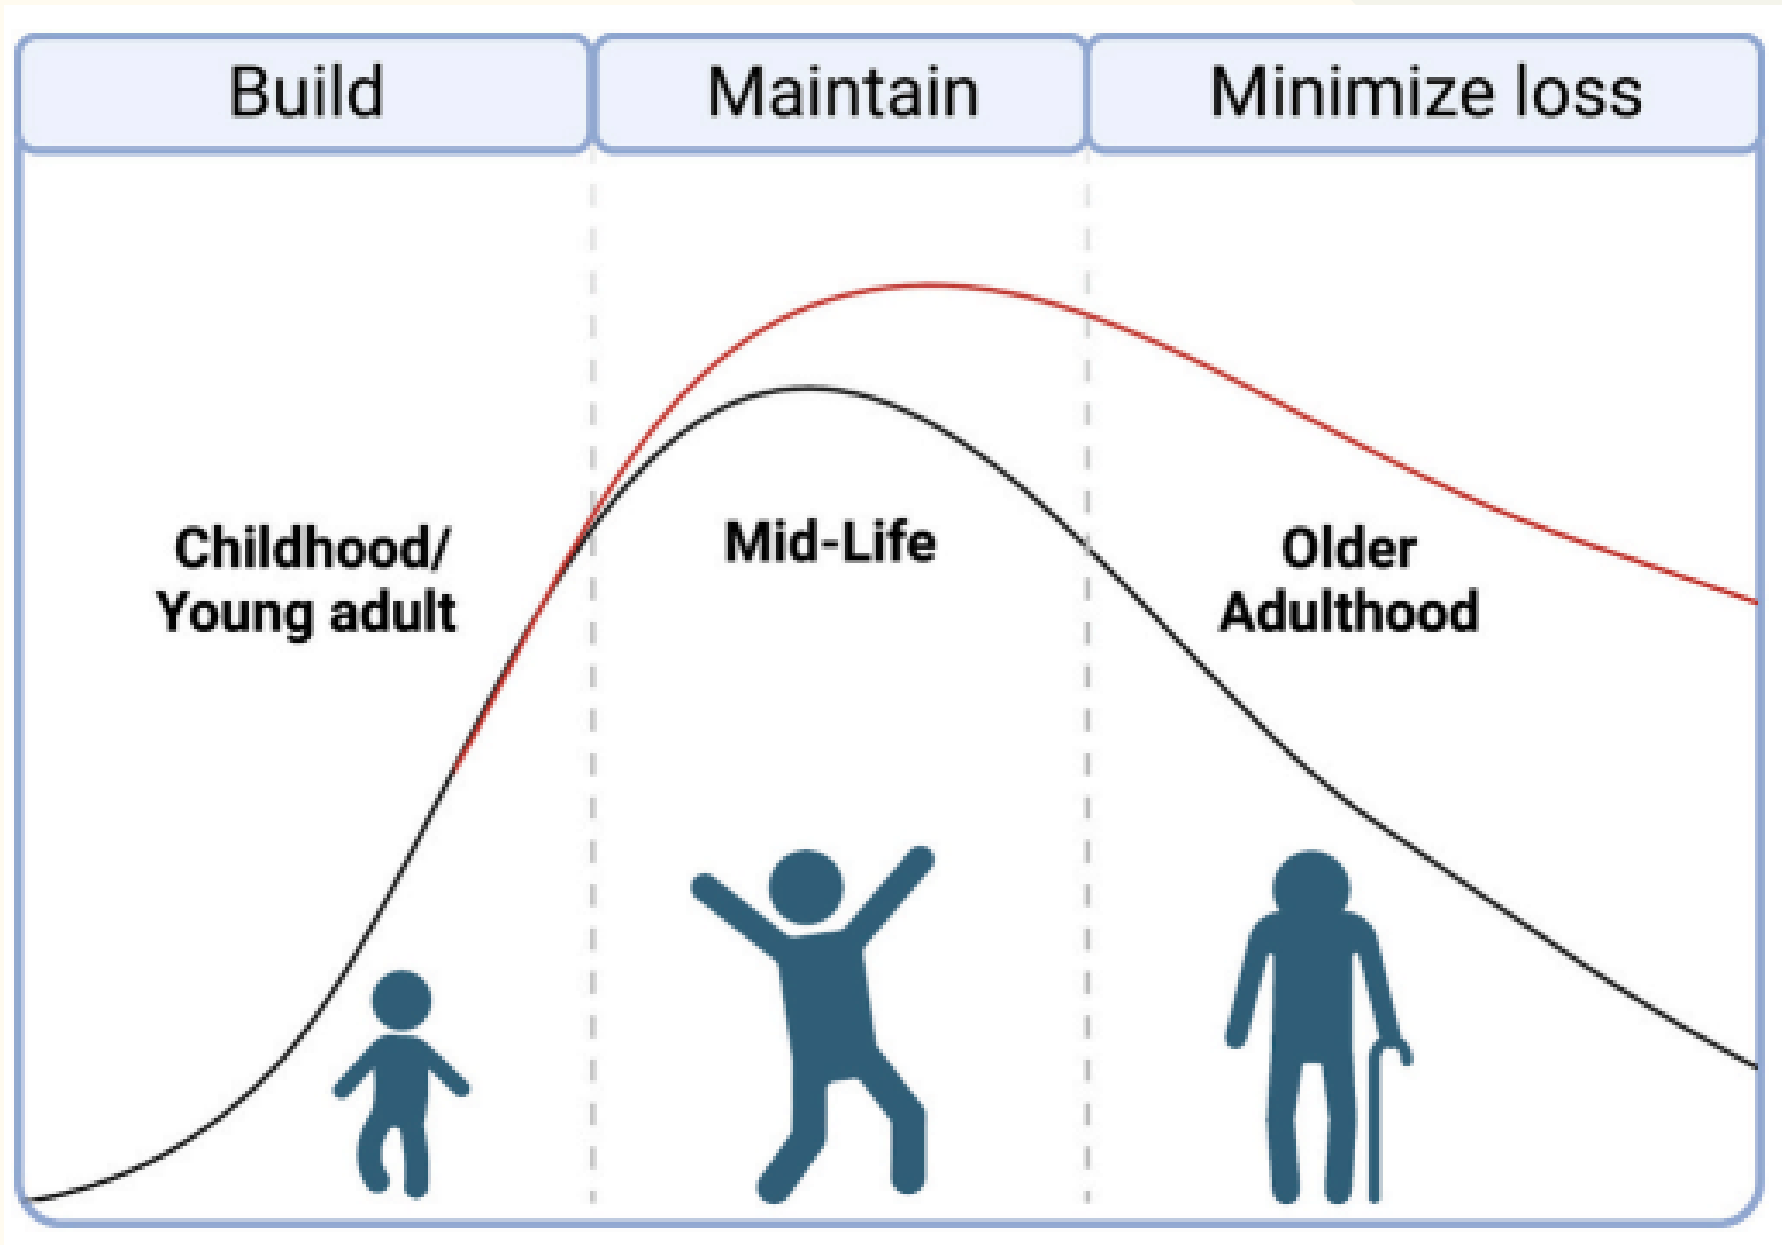 Build
Maintain
Minimize loss
Childhood/
Young adult
Mid-Life
Older
Adulthood